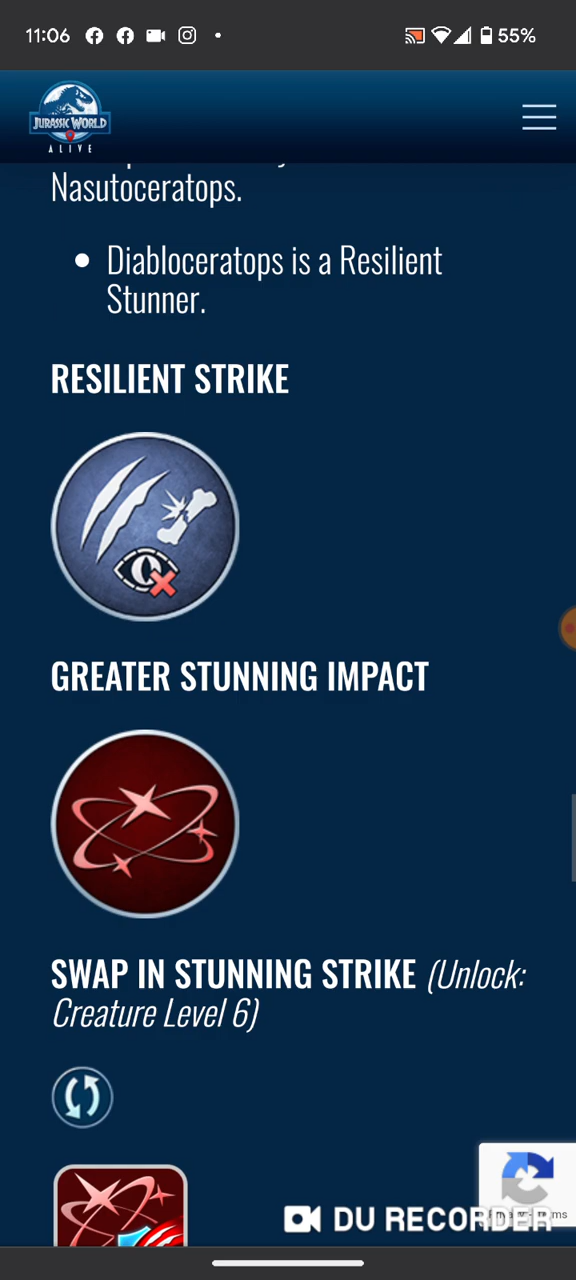 11:06
55%
JURASSIC WORLD
ALIVE
Nasutoceratops.
• Diabloceratops is a Resilient
Stunner.
RESILIENT STRIKE
GREATER STUNNING IMPACT
SWAP IN STUNNING STRIKE (Unlock:
Creature Level 6)
DU RECORDER